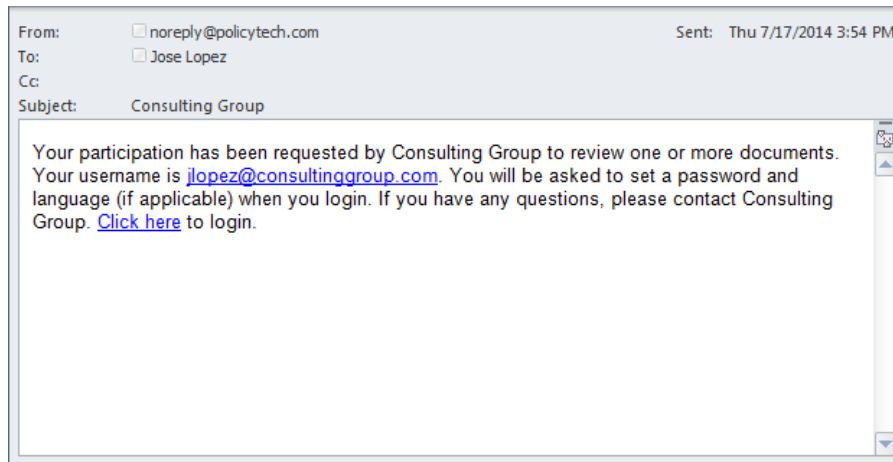 From: noreply@policytech.com Sent: Thu 7/17/2014 3:54 PM
To: Jose Lopez
Cc:
Subject: Consulting Group
Your participation has been requested by Consulting Group to review one or more documents.
Your username is jlopez@consultinggroup.com. You will be asked to set a password and
language (if applicable) when you login. If you have any questions, please contact Consulting
Group. Click here to login.